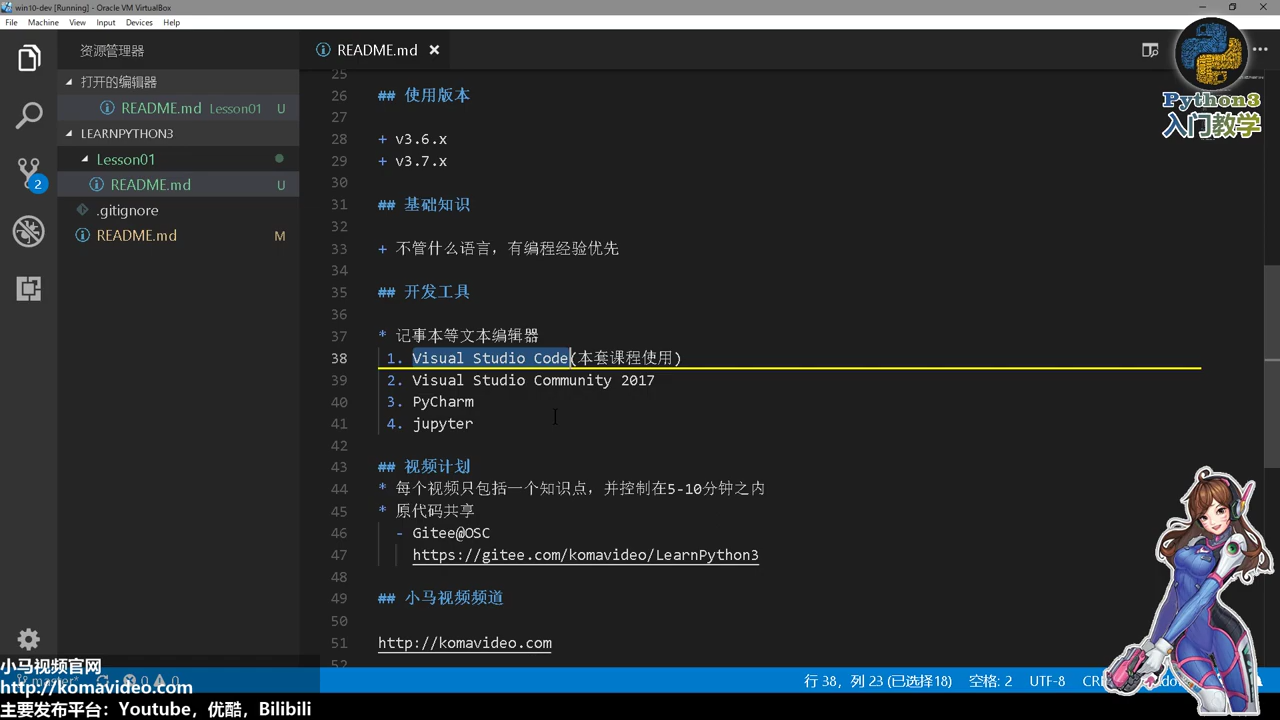 win10-dev [Running] - Oracle VM VirtualBox
File Machine View Input Devices Help
资源管理器
打开的编辑器
README.md Lesson01 U
LEARNPYTHON3
Lesson01
README.md U
.gitignore
README.md M
2
README.md
Python3
入门教学
25
26 ## 使用版本
27
28 + v3.6.x
29 + v3.7.x
30
31 ## 基础知识
32
33 + 不管什么语言，有编程经验优先
34
35 ## 开发工具
36
37 * 记事本等文本编辑器
38 1. Visual Studio Code(本套课程使用)
39 2. Visual Studio Community 2017
40 3. PyCharm
41 4. jupyter
42
43 ## 视频计划
44 * 每个视频只包括一个知识点，并控制在5-10分钟之内
45 * 原代码共享
46 - Gitee@OSC
47 https://gitee.com/komavideo/LearnPython3
48
49 ## 小马视频频道
50
51 http://komavideo.com
52
master* 0 0
行 38，列 23 (已选择18) 空格: 2 UTF-8
小马视频官网
http://komavideo.com
主要发布平台：Youtube，优酷，Bilibili